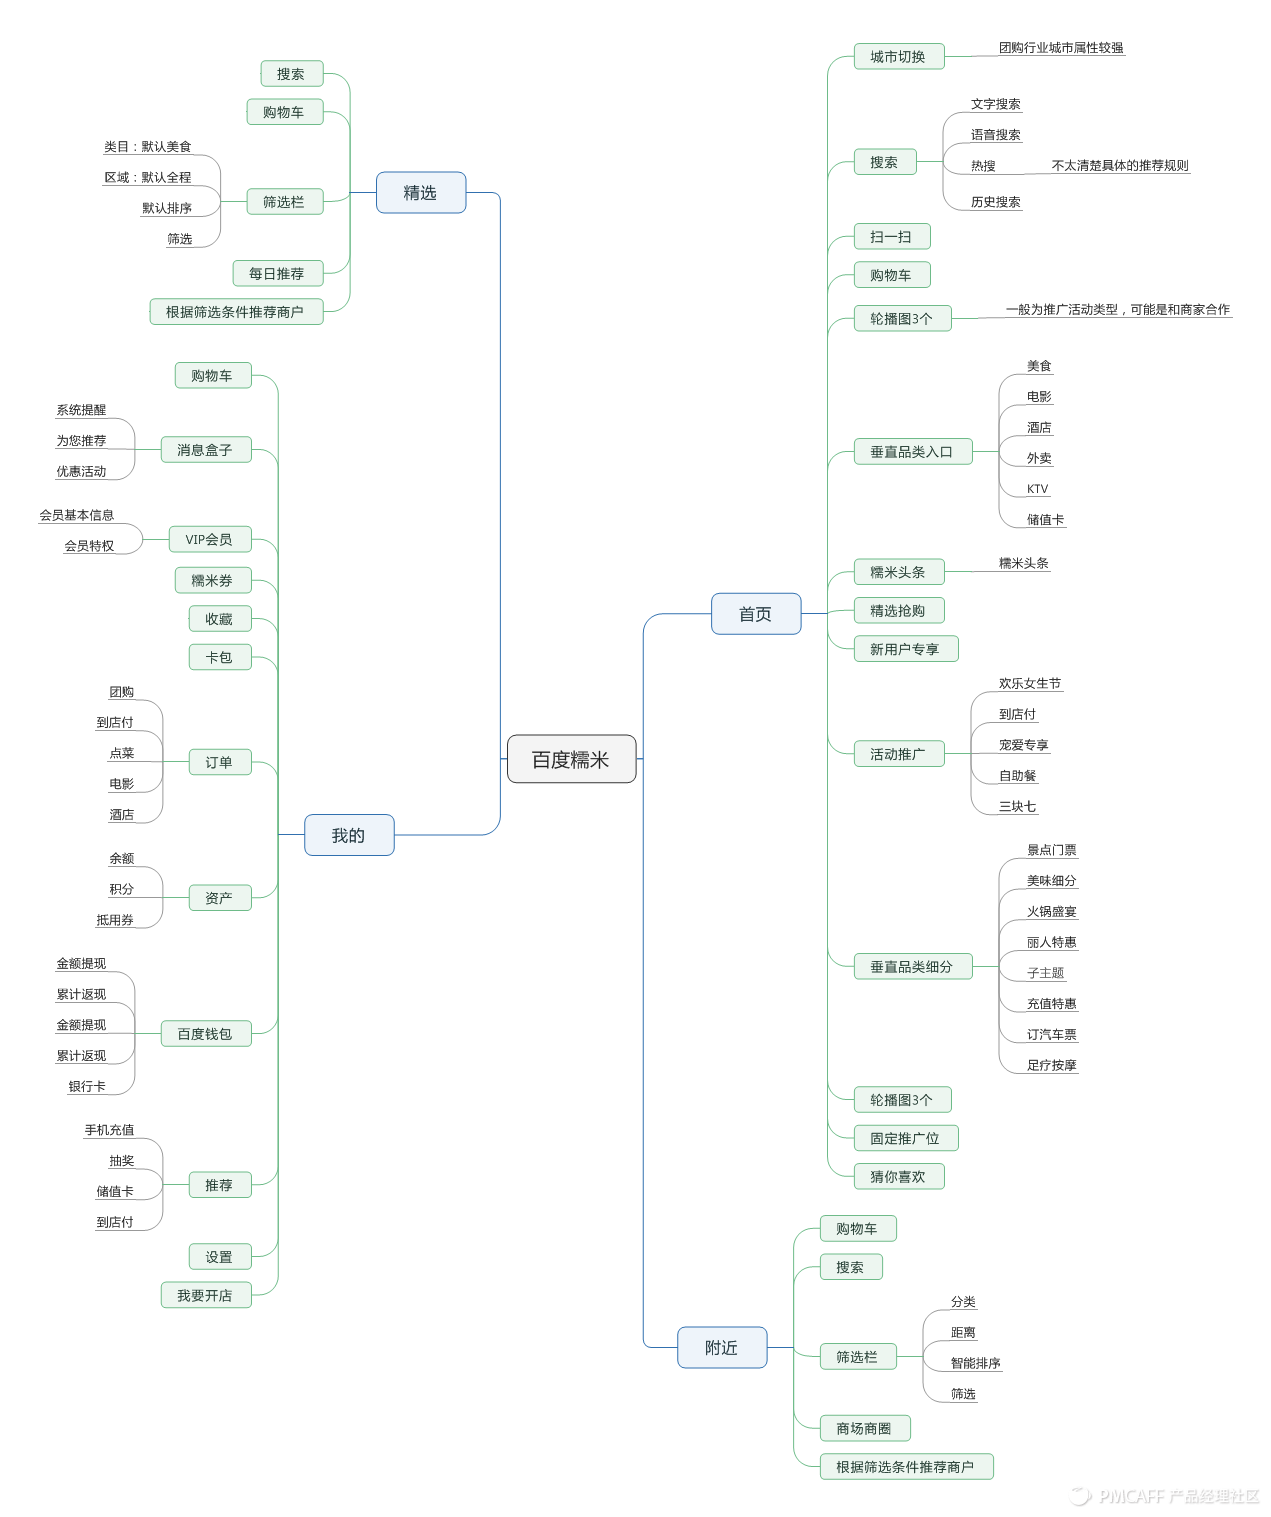 百度糯米
首页
城市切换
团购行业城市属性较强
搜索
文字搜索
语音搜索
热搜
不太清楚具体的推荐规则
历史搜索
扫一扫
购物车
轮播图3个
一般为推广活动类型，可能是和商家合作
垂直品类入口
美食
电影
酒店
外卖
KTV
储值卡
糯米头条
糯米头条
精选抢购
新用户专享
活动推广
欢乐女生节
到店付
宠爱专享
自助餐
三块七
垂直品类细分
景点门票
美味细分
火锅盛宴
丽人特惠
子主题
充值特惠
订汽车票
足疗按摩
轮播图3个
固定推广位
猜你喜欢
附近
购物车
搜索
筛选栏
分类
距离
智能排序
筛选
商场商圈
根据筛选条件推荐商户
精选
搜索
购物车
筛选栏
类目：默认美食
区域：默认全程
默认排序
筛选
每日推荐
根据筛选条件推荐商户
我的
购物车
消息盒子
系统提醒
为您推荐
优惠活动
VIP会员
会员基本信息
会员特权
糯米券
收藏
卡包
订单
团购
到店付
点菜
电影
酒店
资产
余额
积分
抵用券
百度钱包
金额提现
累计返现
金额提现
累计返现
银行卡
推荐
手机充值
抽奖
储值卡
到店付
设置
我要开店
PMCAFF 产品经理社区